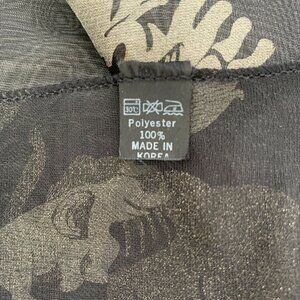 30°C
Polyester
100%
MADE IN
KOREA